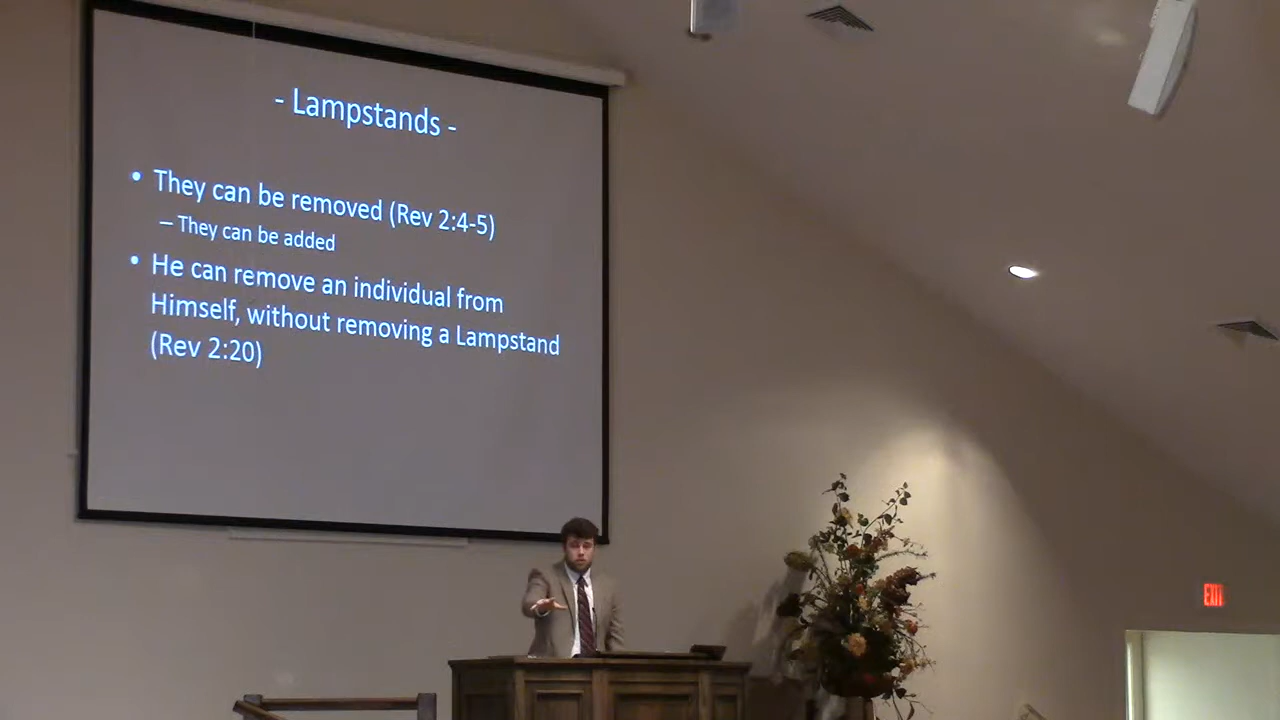 - Lampstands -
• They can be removed (Rev 2:4-5)
– They can be added
• He can remove an individual from
Himself, without removing a Lampstand
(Rev 2:20)
EXIT